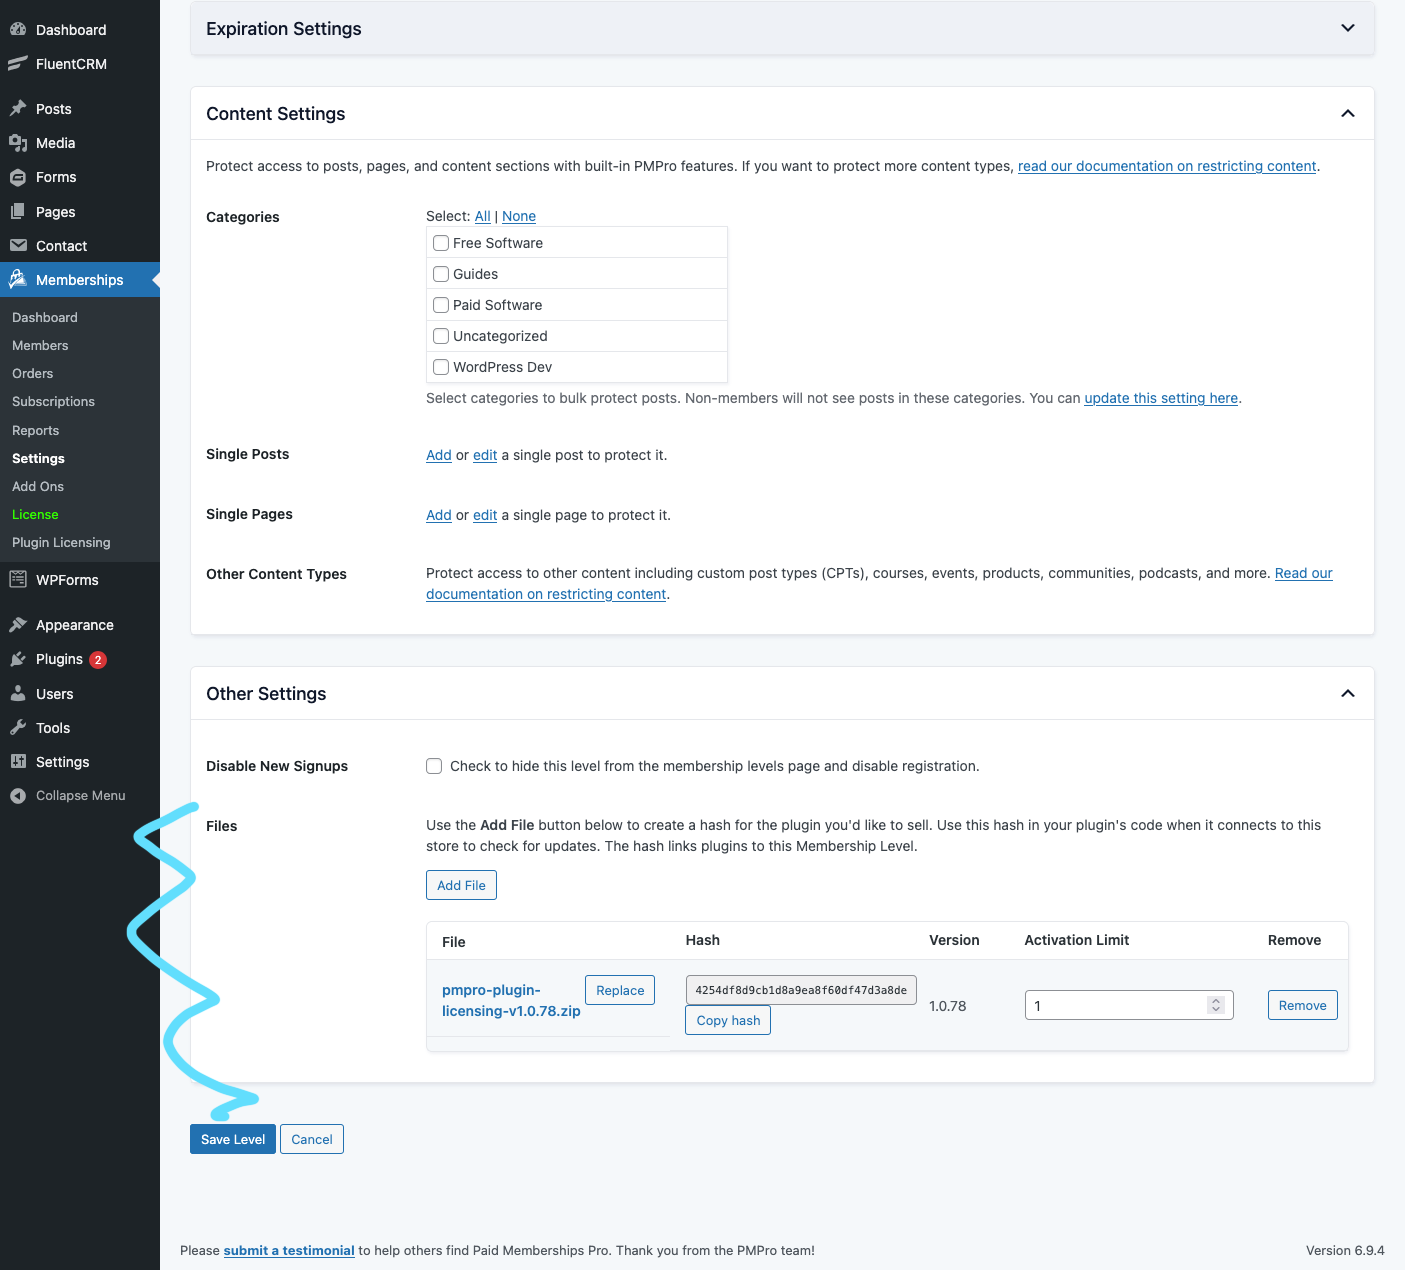 Dashboard
FluentCRM
Posts
Media
Forms
Pages
Contact
Memberships
Dashboard
Members
Orders
Subscriptions
Reports
Settings
Add Ons
License
Plugin Licensing
WPForms
Appearance
Plugins 2
Users
Tools
Settings
Collapse Menu
Expiration Settings
Content Settings
Protect access to posts, pages, and content sections with built-in PMPro features. If you want to protect more content types, read our documentation on restricting content.
Categories
Select: All | None
Free Software
Guides
Paid Software
Uncategorized
WordPress Dev
Select categories to bulk protect posts. Non-members will not see posts in these categories. You can update this setting here.
Single Posts
Add or edit a single post to protect it.
Single Pages
Add or edit a single page to protect it.
Other Content Types
Protect access to other content including custom post types (CPTs), courses, events, products, communities, podcasts, and more. Read our
documentation on restricting content.
Other Settings
Disable New Signups
Check to hide this level from the membership levels page and disable registration.
Files
Use the Add File button below to create a hash for the plugin you'd like to sell. Use this hash in your plugin's code when it connects to this
store to check for updates. The hash links plugins to this Membership Level.
Add File
File Hash Version Activation Limit Remove
pmpro-plugin-
licensing-v1.0.78.zip
Replace
4254df8d9cb1d8a9ea8f60df47d3a8de
Copy hash
1.0.78
1
Remove
Save Level Cancel
Please submit a testimonial to help others find Paid Memberships Pro. Thank you from the PMPro team!
Version 6.9.4